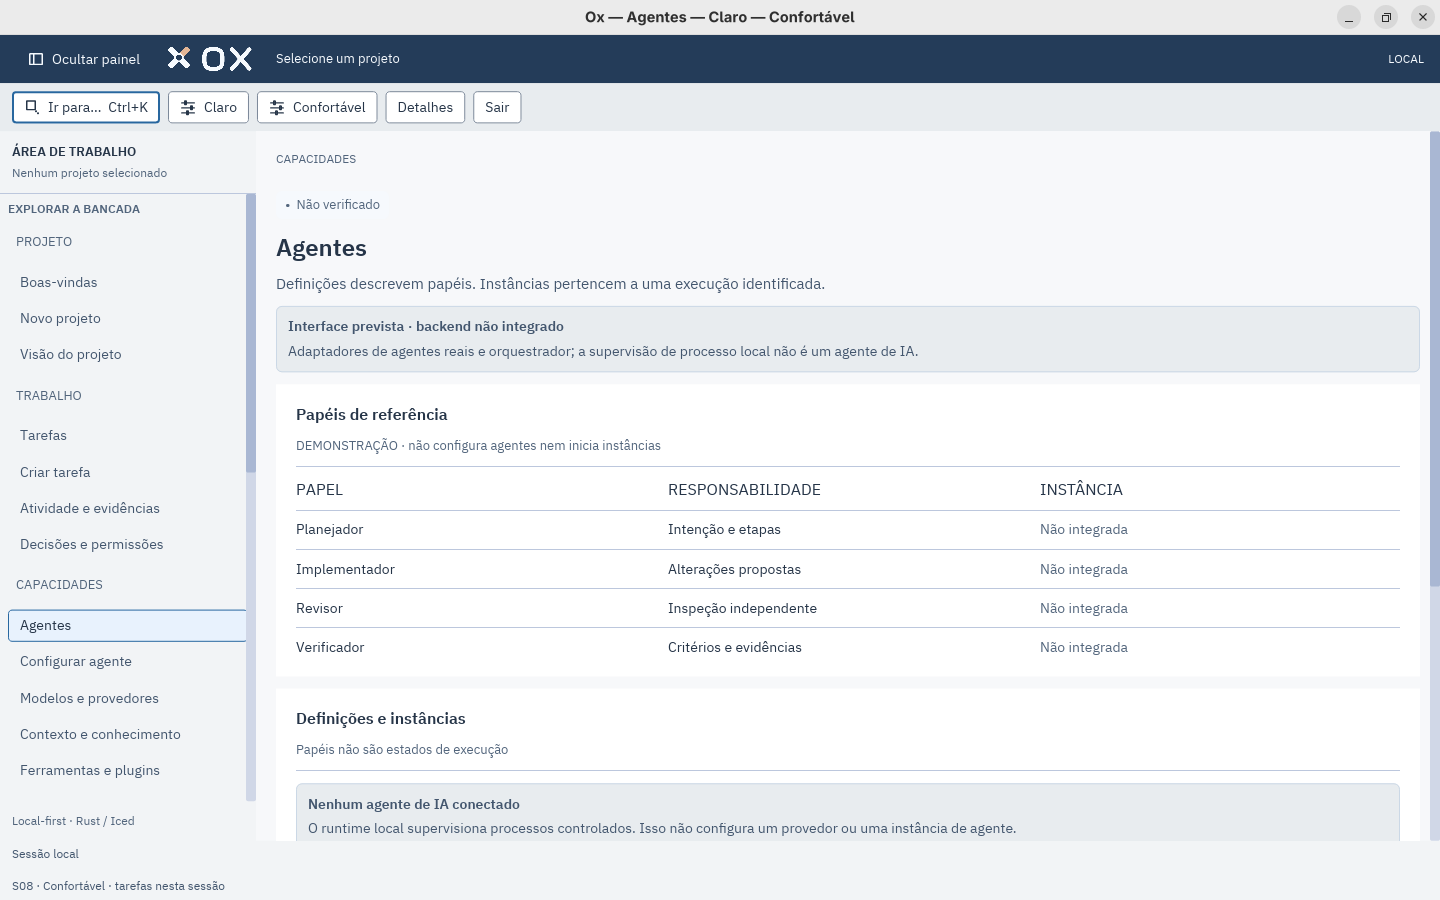 Ox — Agentes — Claro — Confortável
Ocultar painel
OX
Selecione um projeto
LOCAL
Ir para... Ctrl+K
Claro
Confortável
Detalhes
Sair
ÁREA DE TRABALHO
Nenhum projeto selecionado
EXPLORAR A BANCADA
PROJETO
Boas-vindas
Novo projeto
Visão do projeto
TRABALHO
Tarefas
Criar tarefa
Atividade e evidências
Decisões e permissões
CAPACIDADES
Agentes
Configurar agente
Modelos e provedores
Contexto e conhecimento
Ferramentas e plugins
Local-first · Rust / Iced
Sessão local
S08 · Confortável · tarefas nesta sessão
CAPACIDADES
• Não verificado
Agentes
Definições descrevem papéis. Instâncias pertencem a uma execução identificada.
Interface prevista · backend não integrado
Adaptadores de agentes reais e orquestrador; a supervisão de processo local não é um agente de IA.
Papéis de referência
DEMONSTRAÇÃO · não configura agentes nem inicia instâncias
PAPEL RESPONSABILIDADE INSTÂNCIA
Planejador Intenção e etapas Não integrada
Implementador Alterações propostas Não integrada
Revisor Inspeção independente Não integrada
Verificador Critérios e evidências Não integrada
Definições e instâncias
Papéis não são estados de execução
Nenhum agente de IA conectado
O runtime local supervisiona processos controlados. Isso não configura um provedor ou uma instância de agente.